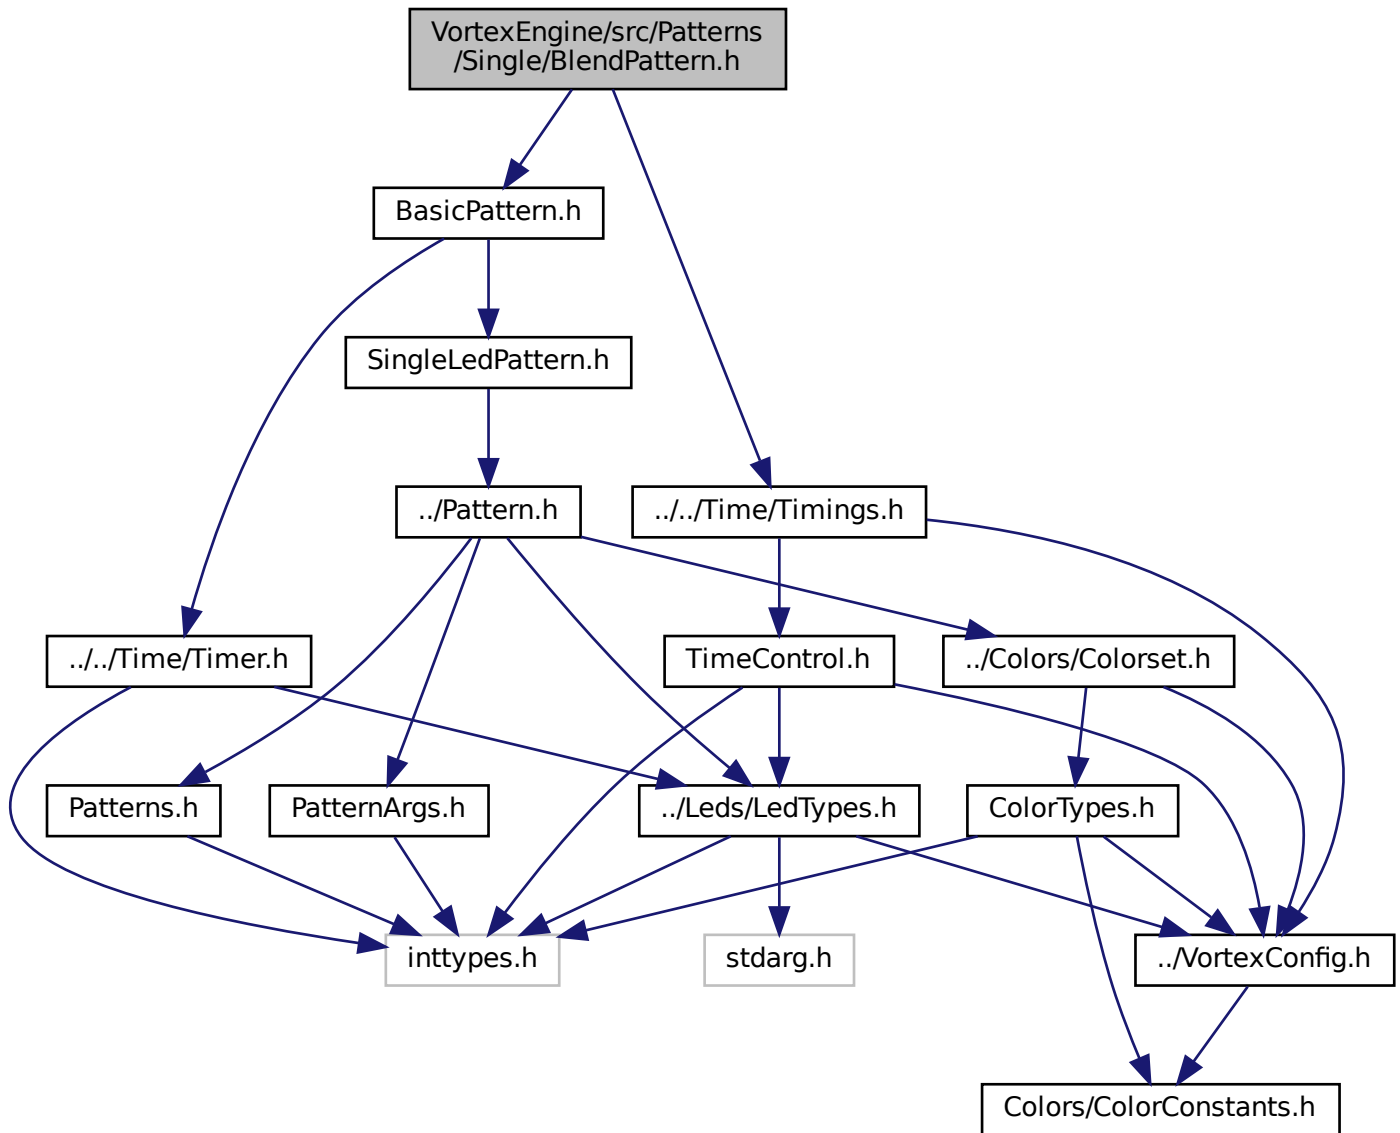 VortexEngine/src/Patterns
/Single/BlendPattern.h
BasicPattern.h
SingleLedPattern.h
../Pattern.h
../../Time/Timings.h
../../Time/Timer.h
TimeControl.h
../Colors/Colorset.h
Patterns.h
PatternArgs.h
../Leds/LedTypes.h
ColorTypes.h
inttypes.h
stdarg.h
../VortexConfig.h
Colors/ColorConstants.h